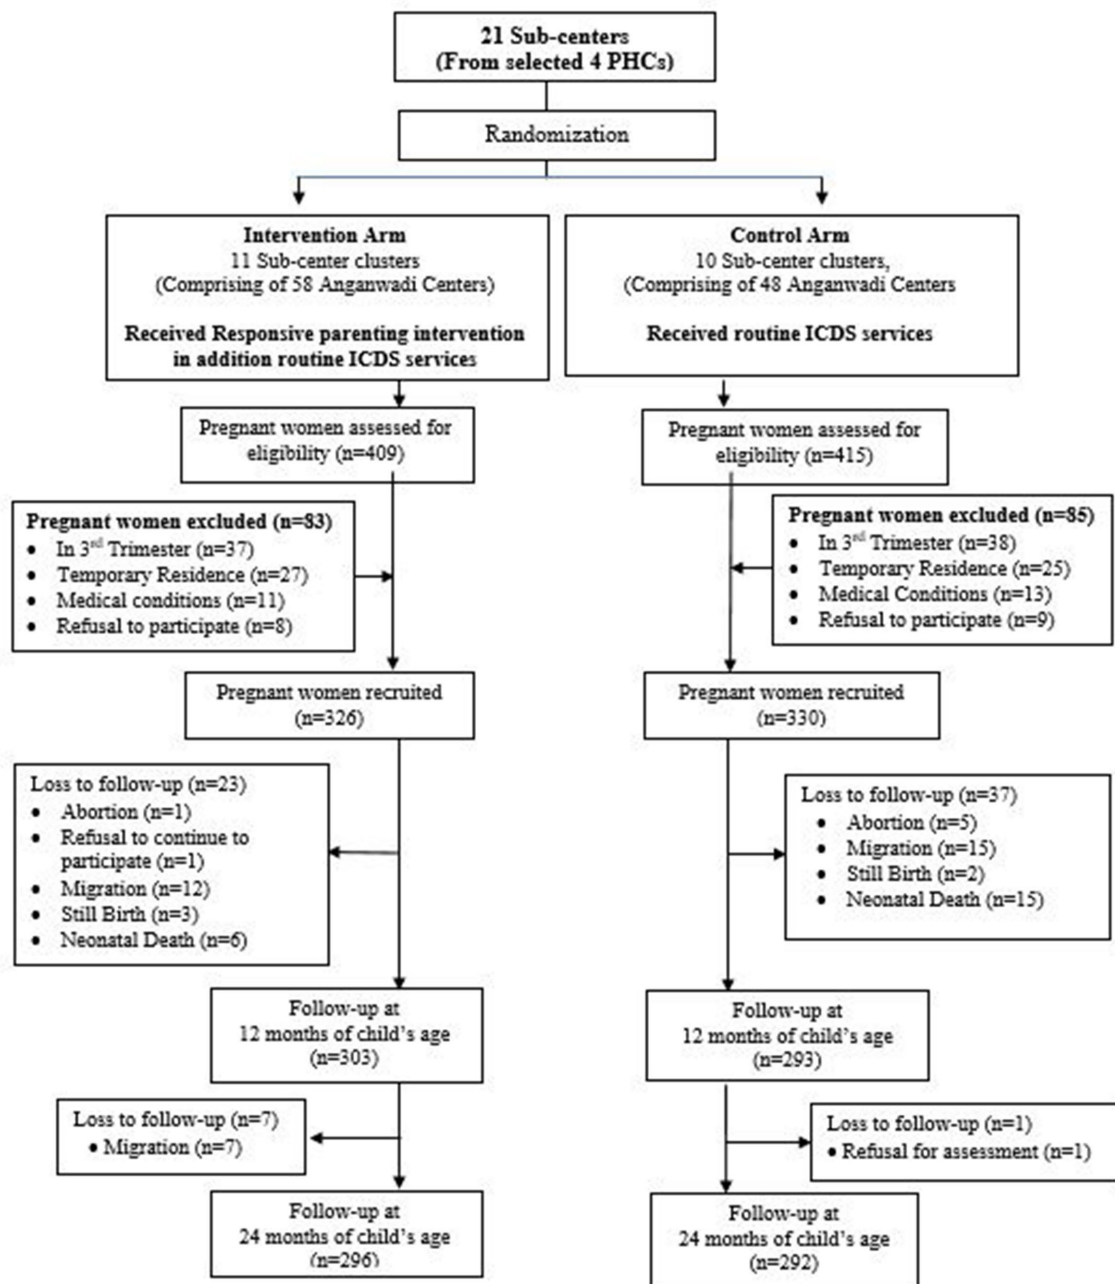 21 Sub-centers
(From selected 4 PHCs)
Randomization
Intervention Arm
11 Sub-center clusters
(Comprising of 58 Anganwadi Centers)
Received Responsive parenting intervention
in addition routine ICDS services
Control Arm
10 Sub-center clusters,
(Comprising of 48 Anganwadi Centers
Received routine ICDS services
Pregnant women assessed for
eligibility (n=409)
Pregnant women assessed for
eligibility (n=415)
Pregnant women excluded (n=83)
• In 3rd Trimester (n=37)
• Temporary Residence (n=27)
• Medical conditions (n=11)
• Refusal to participate (n=8)
Pregnant women excluded (n=85)
• In 3rd Trimester (n=38)
• Temporary Residence (n=25)
• Medical Conditions (n=13)
• Refusal to participate (n=9)
Pregnant women recruited
(n=326)
Pregnant women recruited
(n=330)
Loss to follow-up (n=23)
• Abortion (n=1)
• Refusal to continue to
participate (n=1)
• Migration (n=12)
• Still Birth (n=3)
• Neonatal Death (n=6)
Loss to follow-up (n=37)
• Abortion (n=5)
• Migration (n=15)
• Still Birth (n=2)
• Neonatal Death (n=15)
Follow-up at
12 months of child's age
(n=303)
Follow-up at
12 months of child's age
(n=293)
Loss to follow-up (n=7)
• Migration (n=7)
Loss to follow-up (n=1)
• Refusal for assessment (n=1)
Follow-up at
24 months of child's age
(n=296)
Follow-up at
24 months of child's age
(n=292)